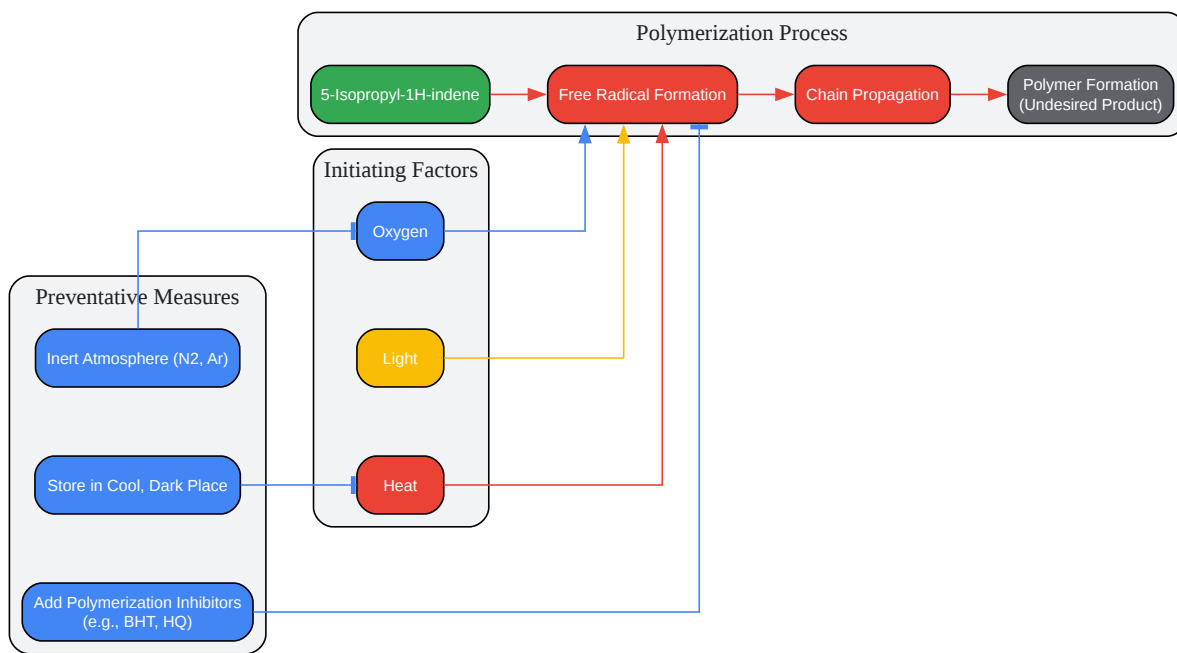 Polymerization Process
5-Isopropyl-1H-indene
Free Radical Formation
Chain Propagation
Polymer Formation
(Undesired Product)
Initiating Factors
Oxygen
Light
Heat
Preventative Measures
Inert Atmosphere (N2, Ar)
Store in Cool, Dark Place
Add Polymerization Inhibitors
(e.g., BHT, HQ)